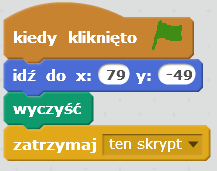 kiedy kliknięto
idź do x: 79 y: -49
wyczyść
zatrzymaj ten skrypt